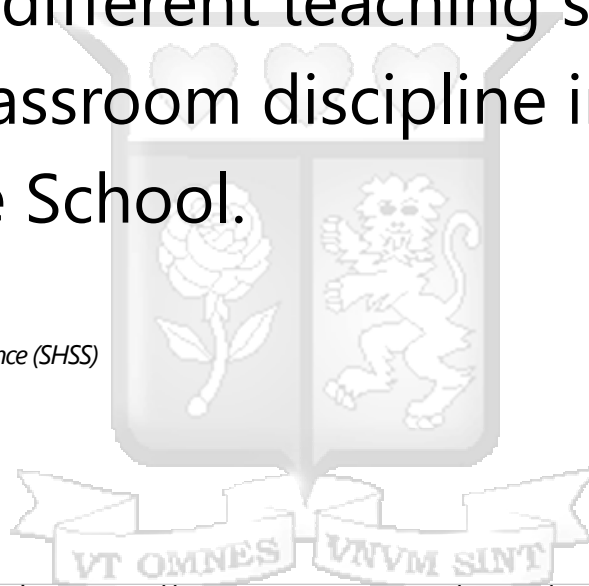 different teaching s
assroom discipline i
e School.
nce (SHSS)
VT OMNES VNVM SINT